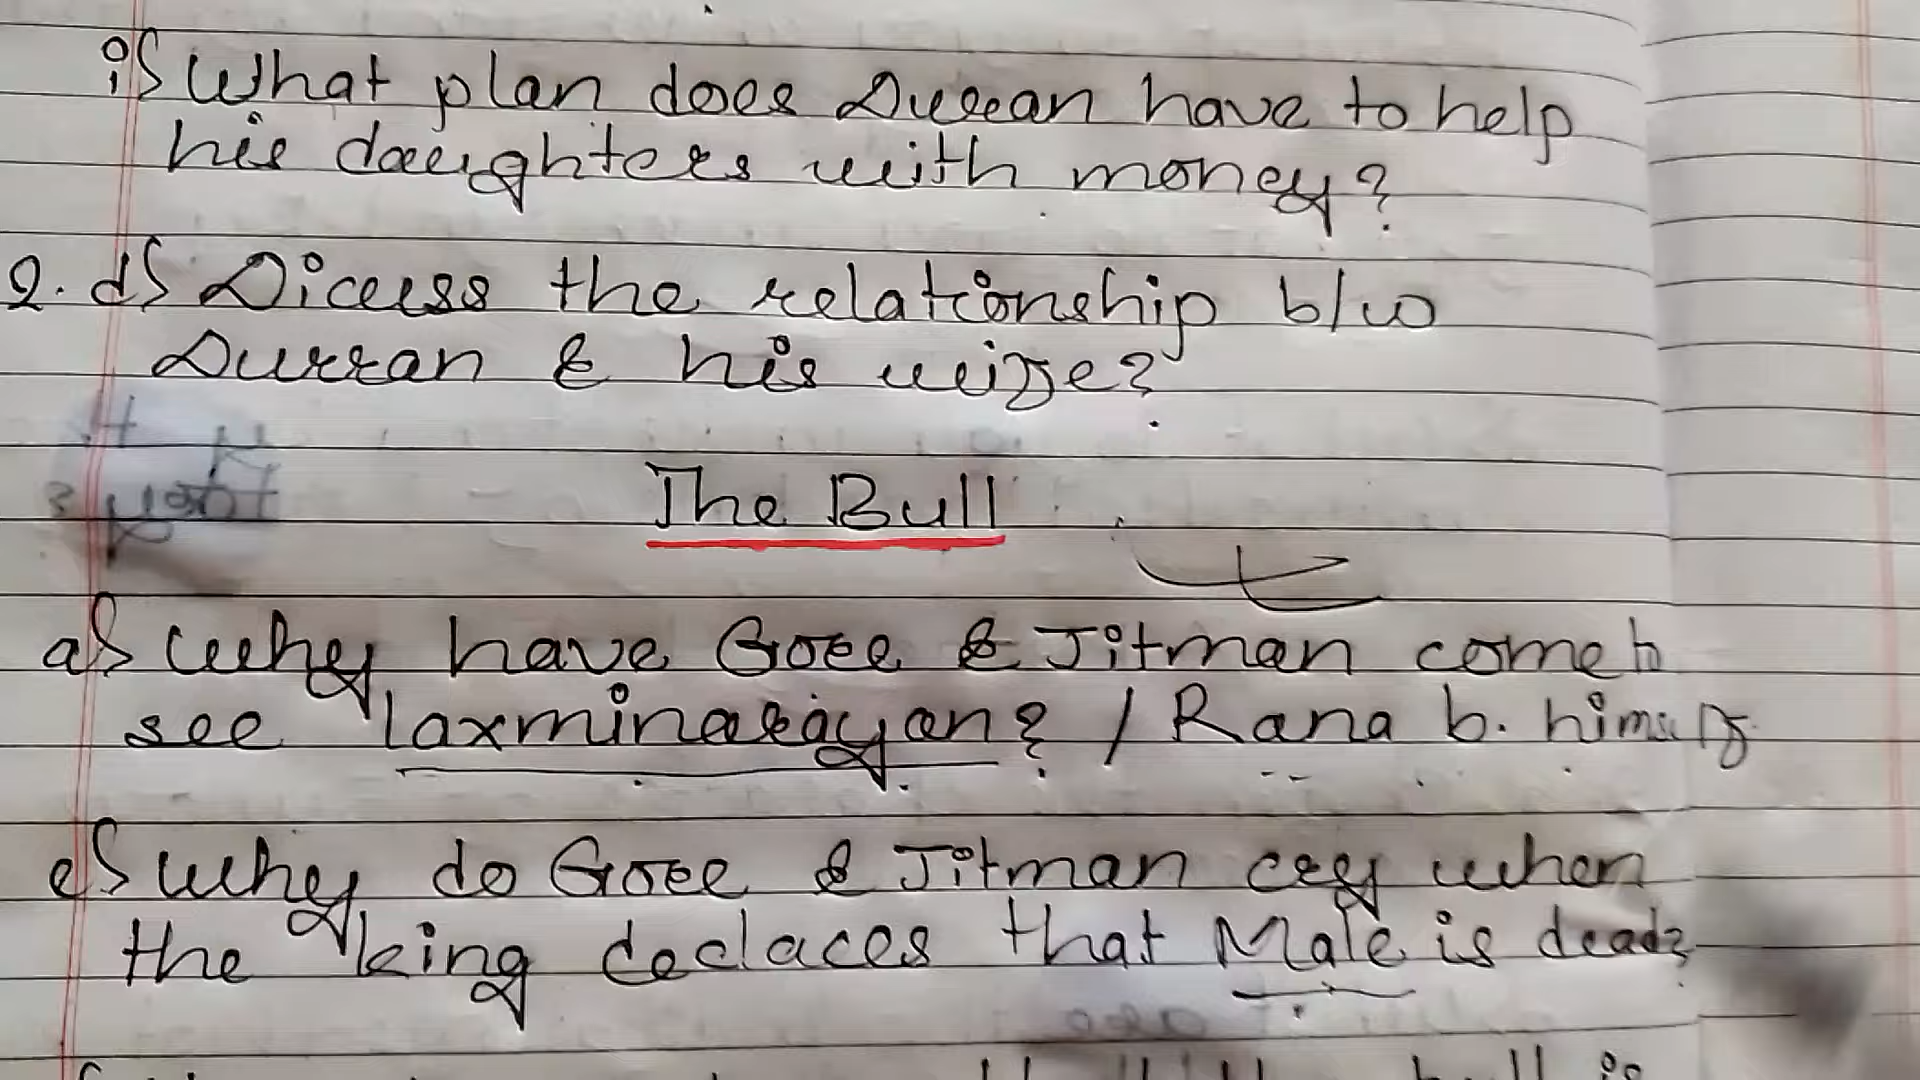 i) What plan does Durran have to help
his daughters with money?
2. d) Dicuss the relationship b/w
Durran & his wife?
The Bull
a) Why have Gore & Jitman come to
see laxminarayan? / Rana b. himself
e) Why do Gore & Jitman cry when
the king declares that Male is dead?